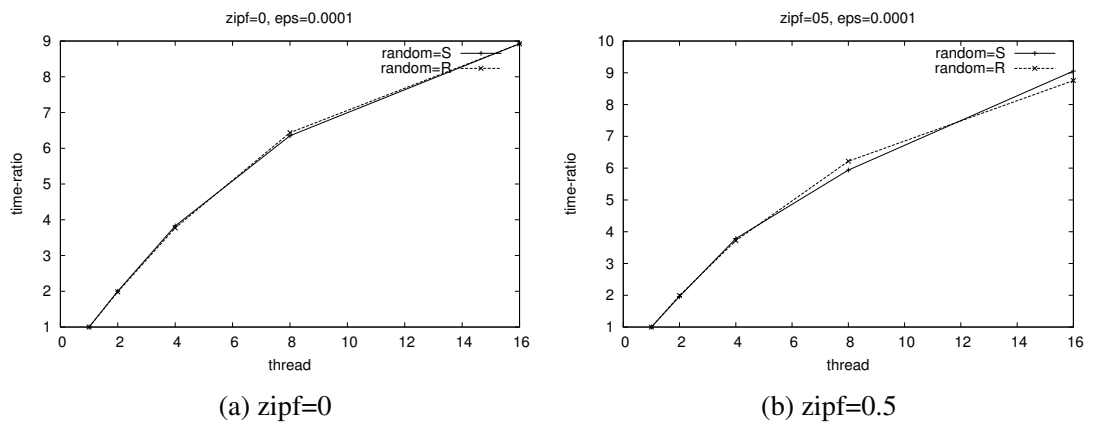 zipf=0, eps=0.0001
9
8
7
6
5
4
3
2
1
time-ratio
random=S
random=R
0 2 4 6 8 10 12 14 16
thread
(a) zipf=0
zipf=05, eps=0.0001
10
9
8
7
6
5
4
3
2
1
time-ratio
random=S
random=R
0 2 4 6 8 10 12 14 16
thread
(b) zipf=0.5